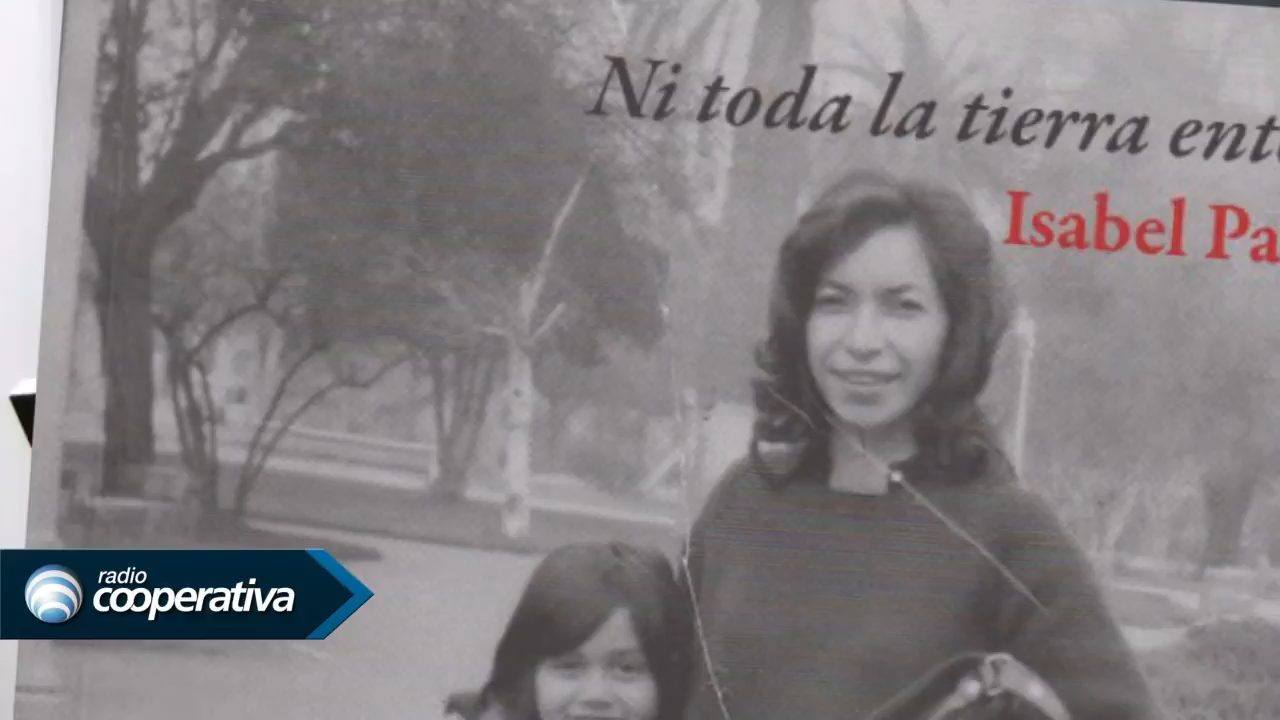 Ni toda la tierra
Isabel
radio
cooperativa